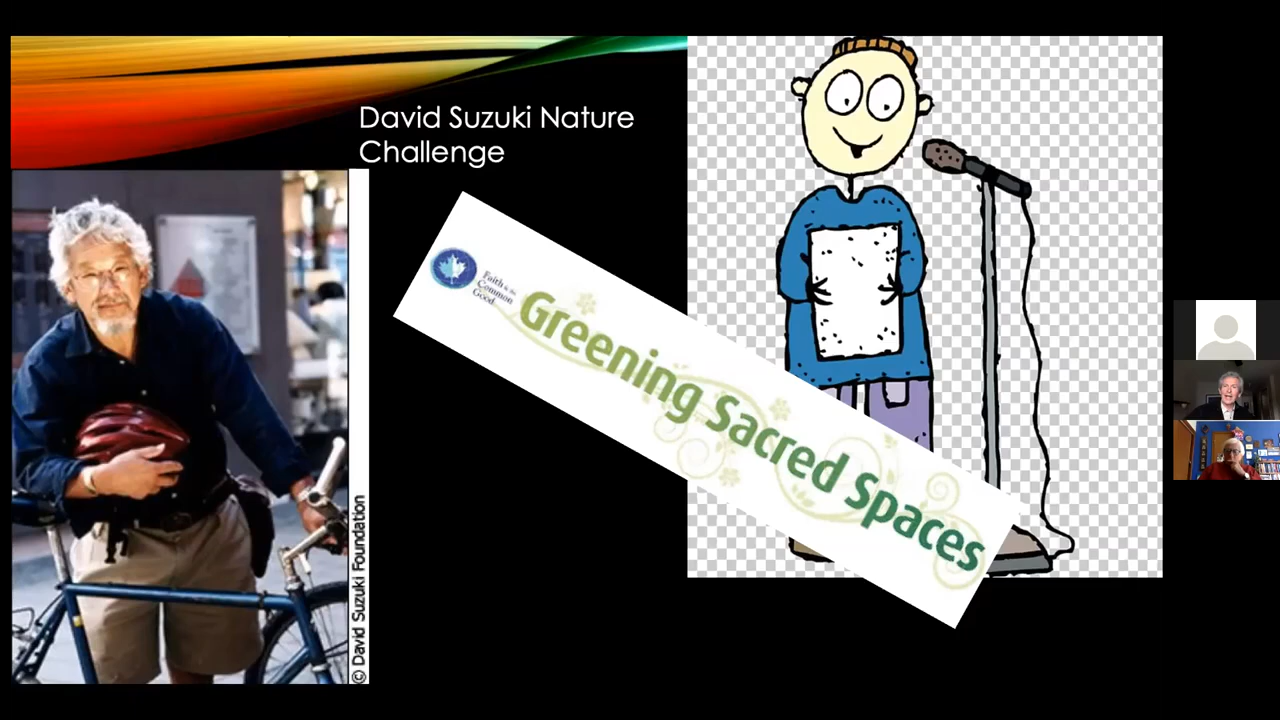 David Suzuki Nature
Challenge
Faith & the
Common
Good
Greening Sacred Spaces
© David Suzuki Foundation